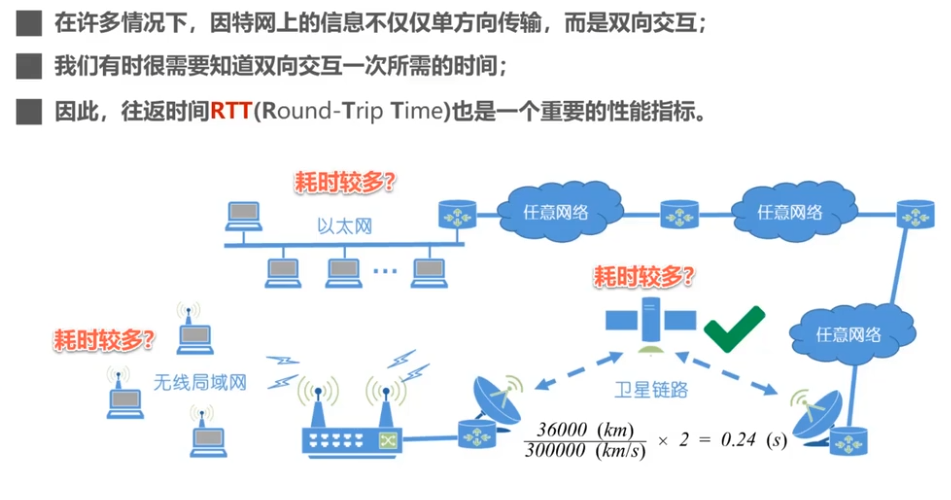 在许多情况下，因特网上的信息不仅仅单方向传输，而是双向交互；
我们有时很需要知道双向交互一次所需的时间；
因此，往返时间RTT(Round-Trip Time)也是一个重要的性能指标。
耗时较多？
以太网
任意网络
任意网络
…
耗时较多？
耗时较多？
任意网络
无线局域网
卫星链路
36000 (km)
300000 (km/s)
× 2 = 0.24 (s)